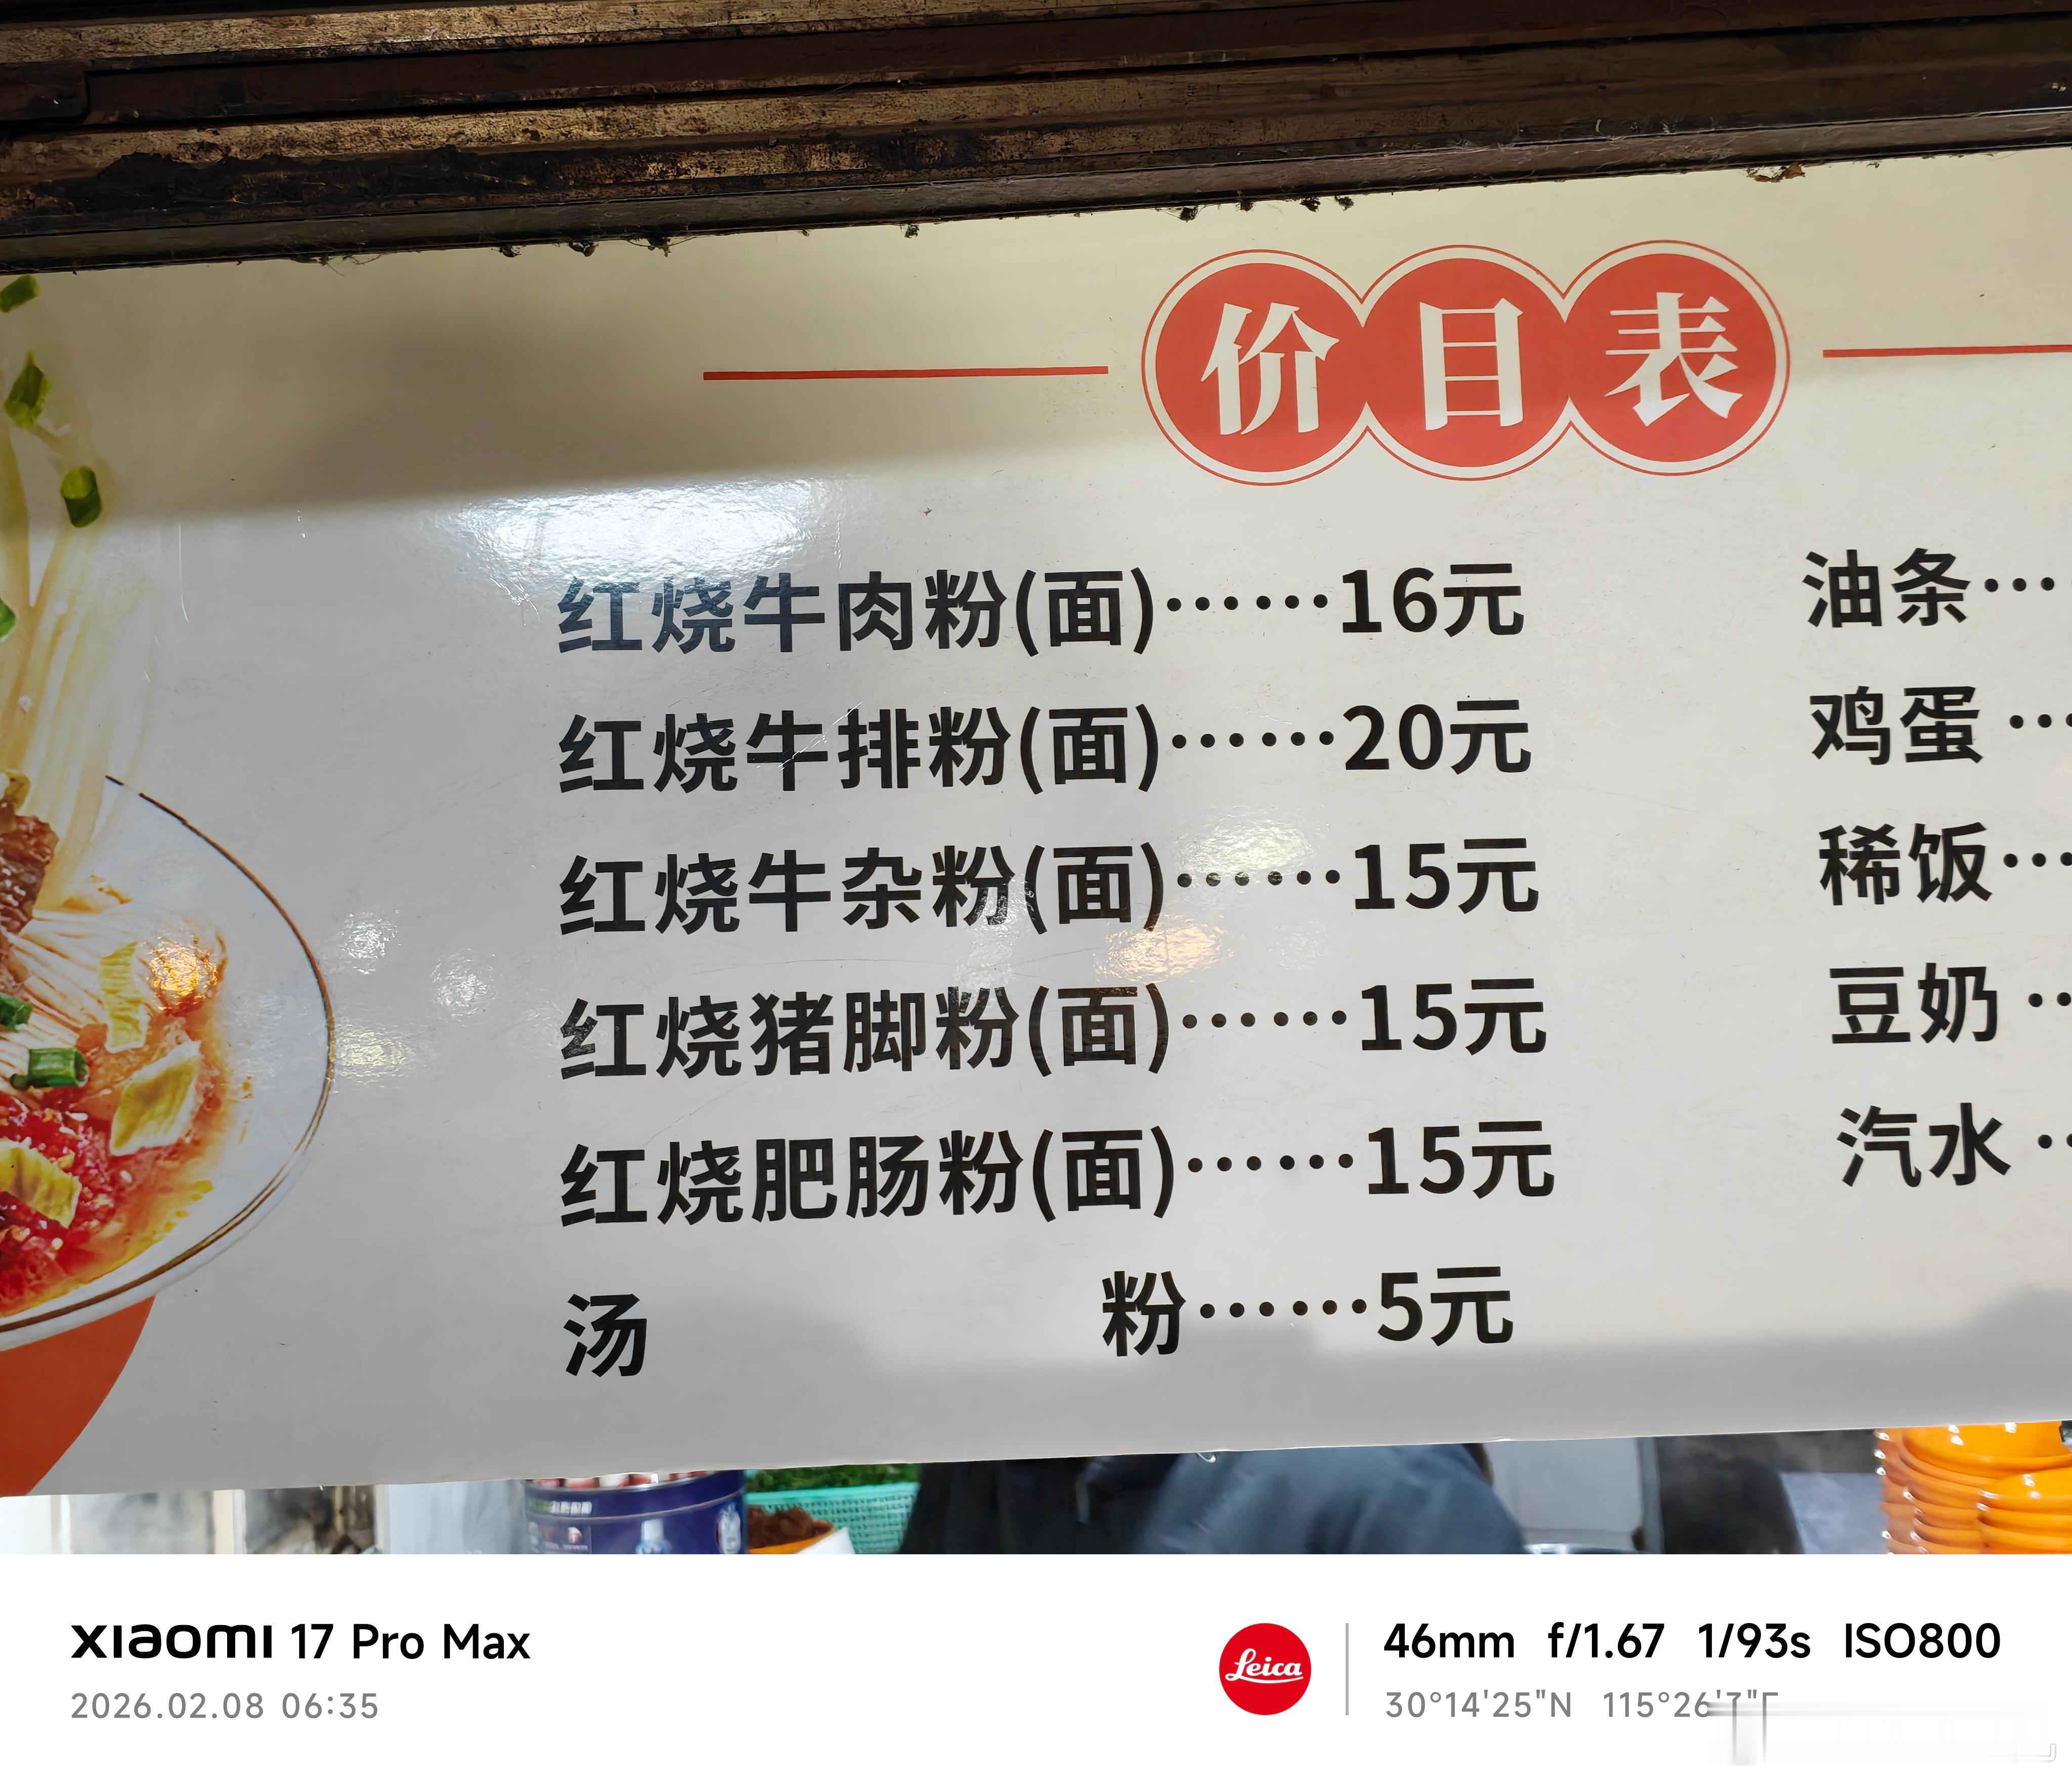 价目表
红烧牛肉粉(面)……16元
红烧牛排粉(面)……20元
红烧牛杂粉(面)……15元
红烧猪脚粉(面)……15元
红烧肥肠粉(面)……15元
汤 粉……5元
油条…
鸡蛋…
稀饭…
豆奶…
汽水…
xiaomi 17 Pro Max
2026.02.08 06:35
Leica
46mm f/1.67 1/93s ISO800
30°14'25"N 115°26'